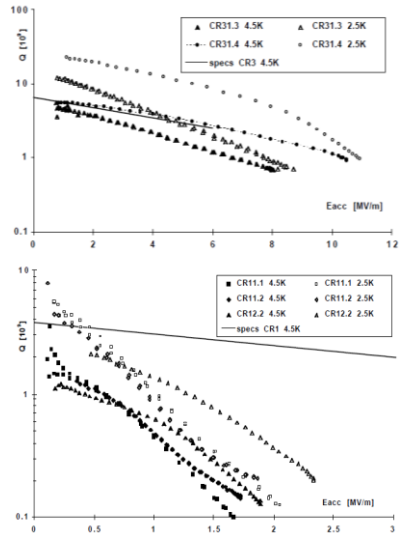 100
CR31.3 4.5K CR31.3 2.5K
CR31.4 4.5K CR31.4 2.5K
specs CR3 4.5K
Q [10⁸]
10
1
Eacc [MV/m]
0.1
0 2 4 6 8 10 12
10
CR11.1 4.5K CR11.1 2.5K
CR11.2 4.5K CR11.2 2.5K
CR12.2 4.5K CR12.2 2.5K
specs CR1 4.5K
1
Eacc [MV/m]
0.1
0 0.5 1 1.5 2 2.5 3